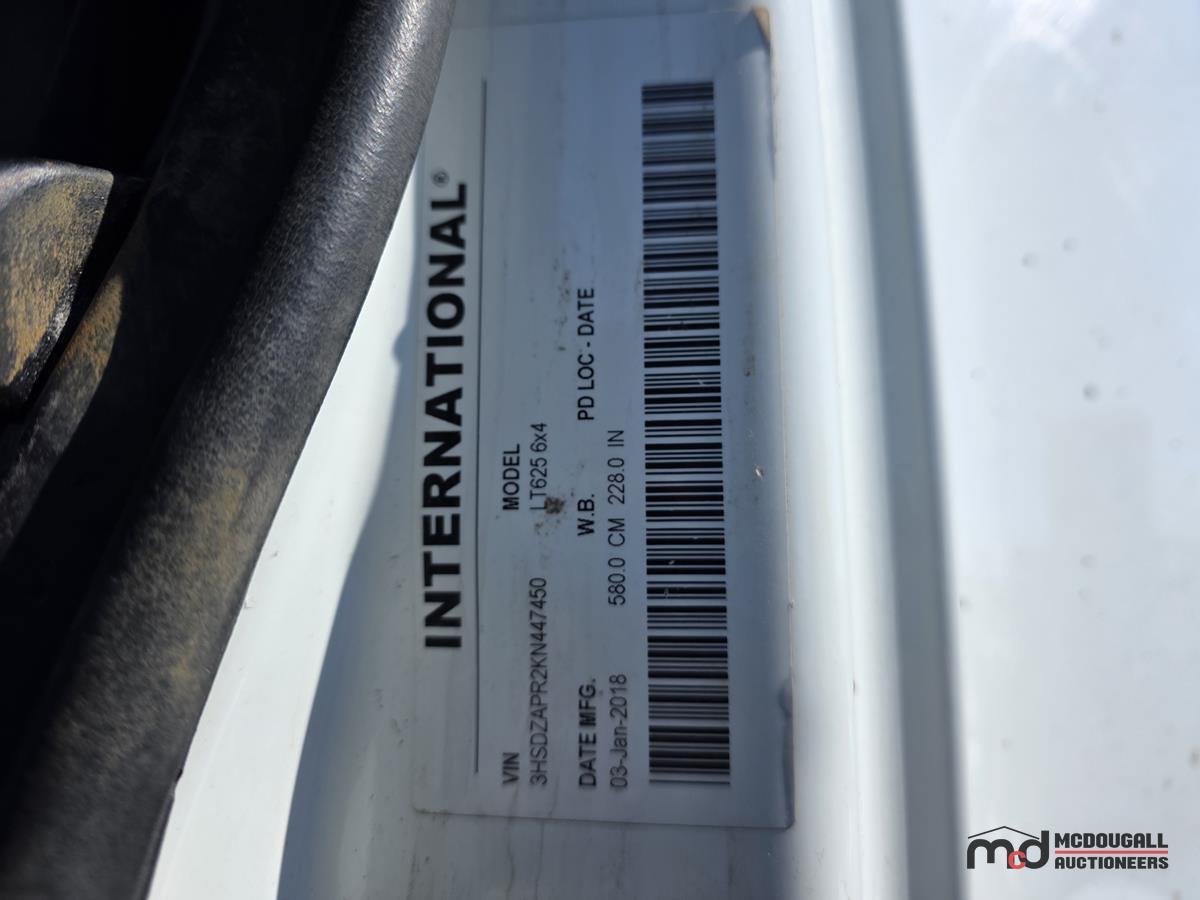 INTERNATIONAL®
VIN MODEL
3HSDZAPR2KN447450 LT625 6x4
DATE MFG. W.B. PD LOC - DATE
03-Jan-2018 580.0 CM 228.0 IN
mcd MCDOUGALL
AUCTIONEERS